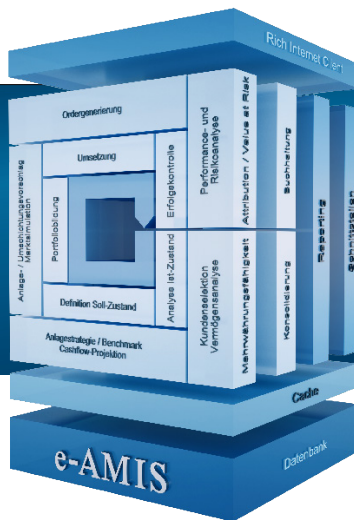 Rich Internet Client
Ordergenerierung
Umsetzung
Anlage- / Umschichtungsvorschlag
Marktsimulation
Portfoliobildung
Erfolgskontrolle
Analyse Ist-Zustand
Definition Soll-Zustand
Anlagestrategie / Benchmark
Cashflow-Projektion
Performance- und
Risikoanalyse
Kundenselektion
Vermögensanalyse
Attribution / Value at Risk
Mehrwährungsfähigkeit
Buchhaltung
Konsolidierung
Reporting
Schnittstellen
Cache
Datenbank
e-AMIS